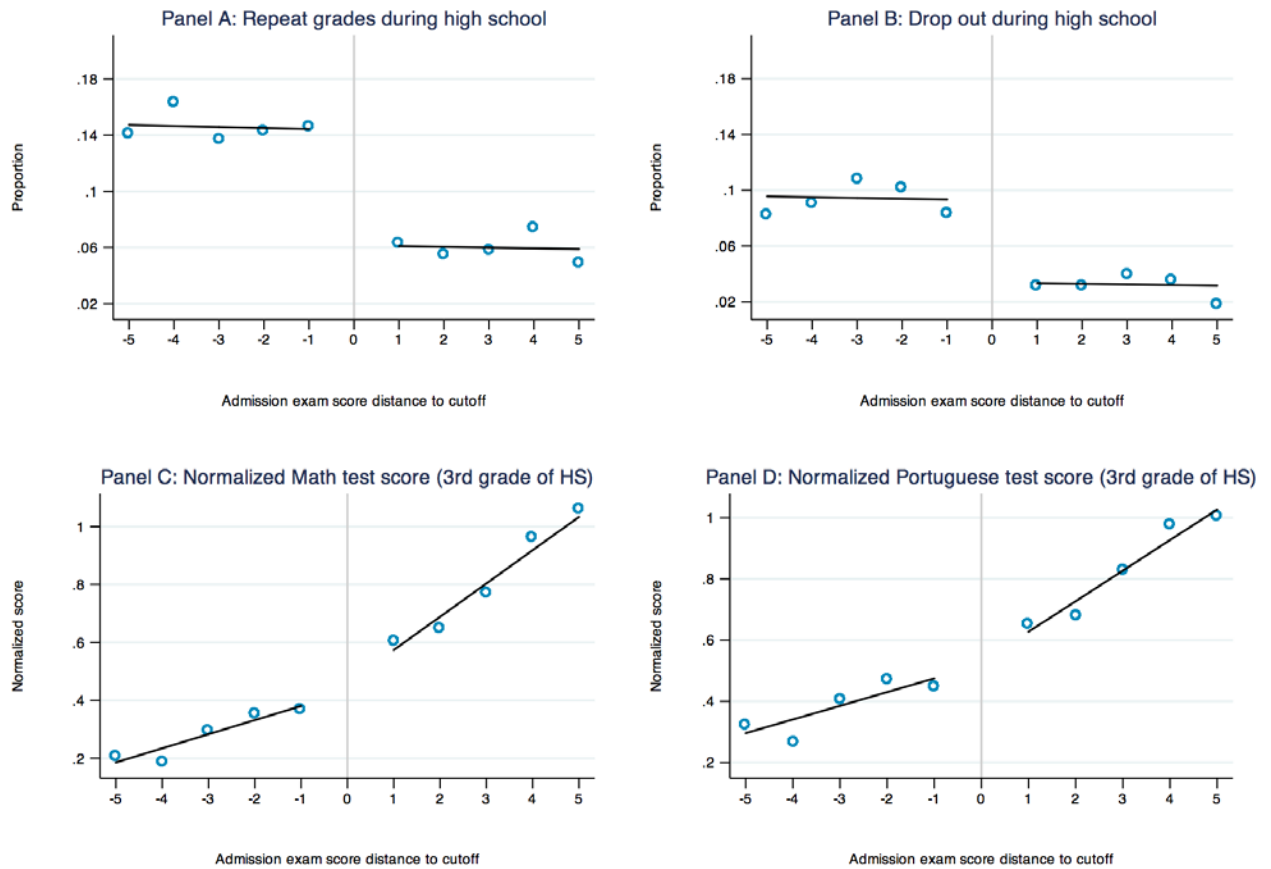 Panel A: Repeat grades during high school
Proportion
.18
.14
.1
.06
.02
-5 -4 -3 -2 -1 0 1 2 3 4 5
Admission exam score distance to cutoff
Panel B: Drop out during high school
Proportion
.18
.14
.1
.06
.02
-5 -4 -3 -2 -1 0 1 2 3 4 5
Admission exam score distance to cutoff
Panel C: Normalized Math test score (3rd grade of HS)
Normalized score
1
.8
.6
.4
.2
-5 -4 -3 -2 -1 0 1 2 3 4 5
Admission exam score distance to cutoff
Panel D: Normalized Portuguese test score (3rd grade of HS)
Normalized score
1
.8
.6
.4
.2
-5 -4 -3 -2 -1 0 1 2 3 4 5
Admission exam score distance to cutoff